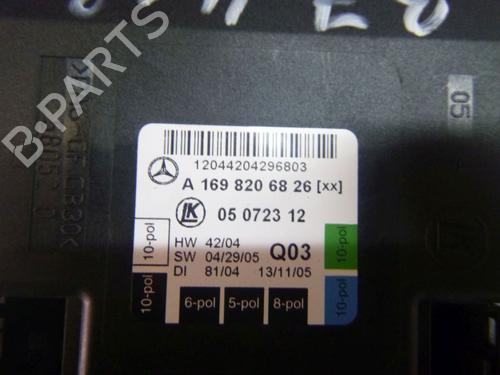 12044204296803
A 169 820 68 26 [xx]
LK
05 0723 12
HW 42/04
SW 04/29/05
Q03
DI 81/04 13/11/05
10-pol
10-pol
10-pol
10-pol
6-pol
5-pol
8-pol
05
B-PARTS